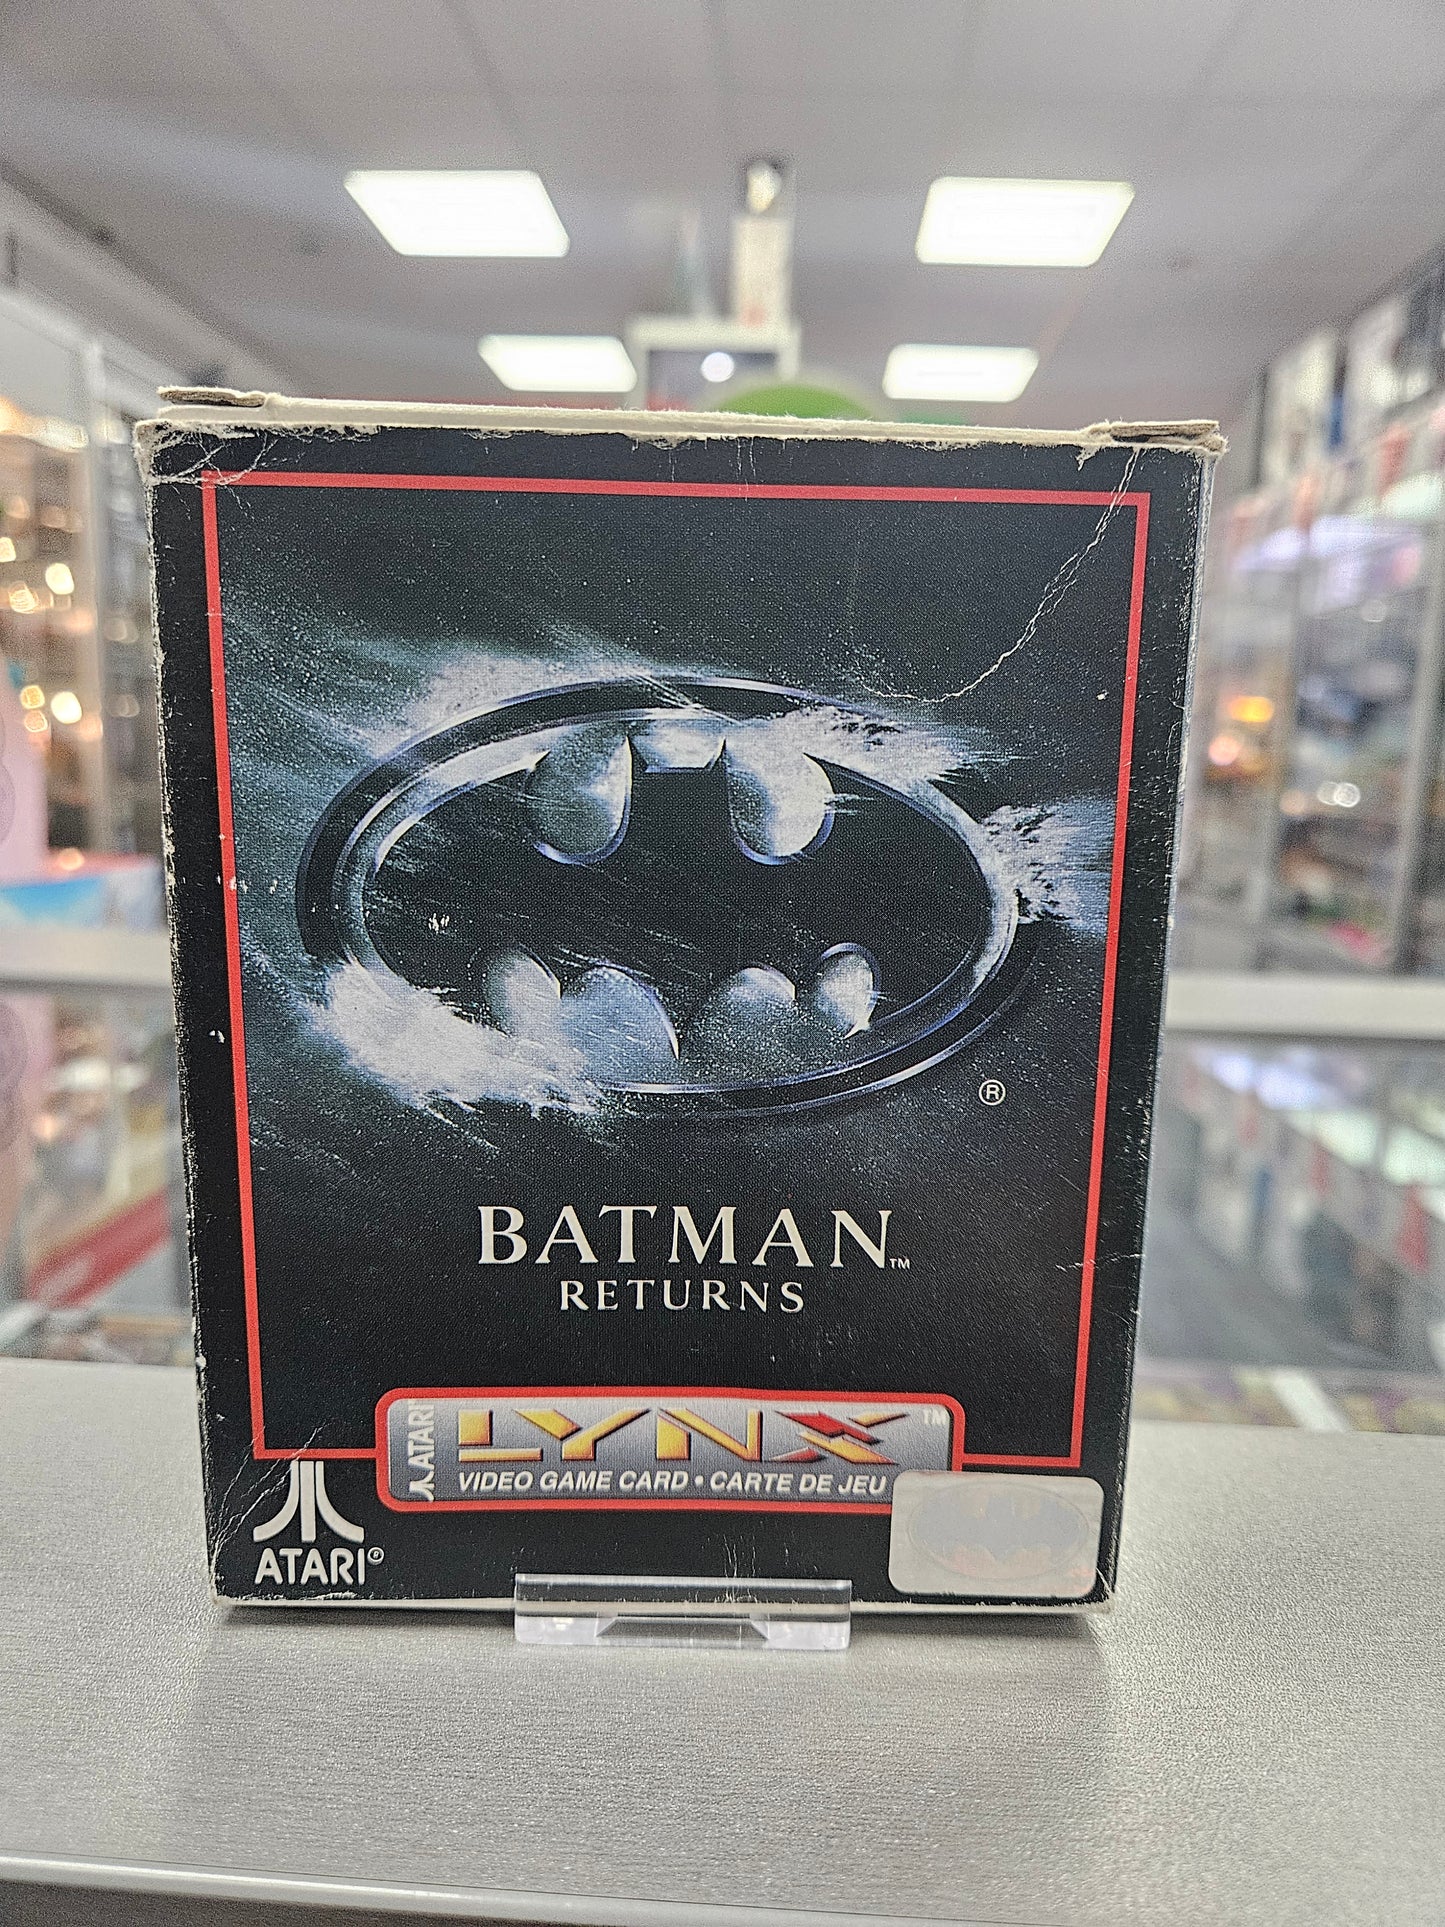 ®
BATMAN™
RETURNS
ATARI LYNX™
VIDEO GAME CARD • CARTE DE JEU
ATARI®